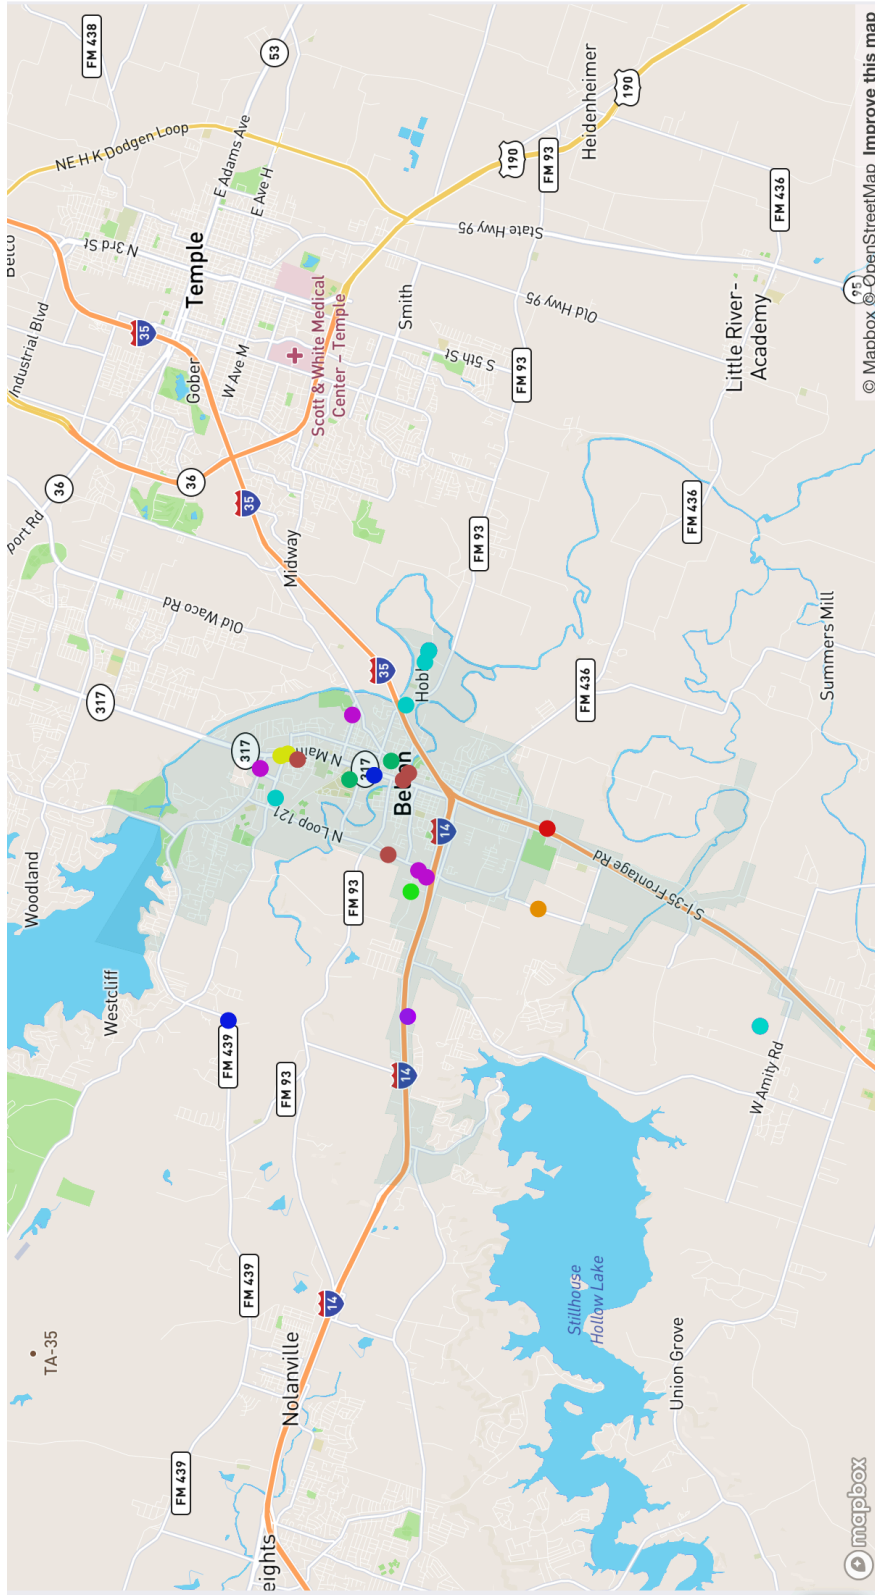 FM 438
53
NE H K Dodgen Loop
E Adams Ave
E Ave H
Heidenheimer
190
190
FM 93
FM 436
State Hwy 95
Old Hwy 95
95
N 3rd St
Temple
35
Industrial Blvd
Gober
W Ave M
Scott & White Medical
Center - Temple
Smith
S 5th St
FM 93
Little River-
Academy
36
36
35
port Rd
Midway
FM 93
FM 436
Old Waco Rd
317
35
FM 436
Summers Mill
317
N Main
317
N Loop 121
14
Woodland
FM 93
S I-35 Frontage Rd
Westcliff
FM 439
FM 93
14
W Amity Rd
FM 439
14
Stillhouse
Hollow Lake
TA-35
Nolanville
Union Grove
FM 439
eights
mapbox
© Mapbox © OpenStreetMap Improve this map